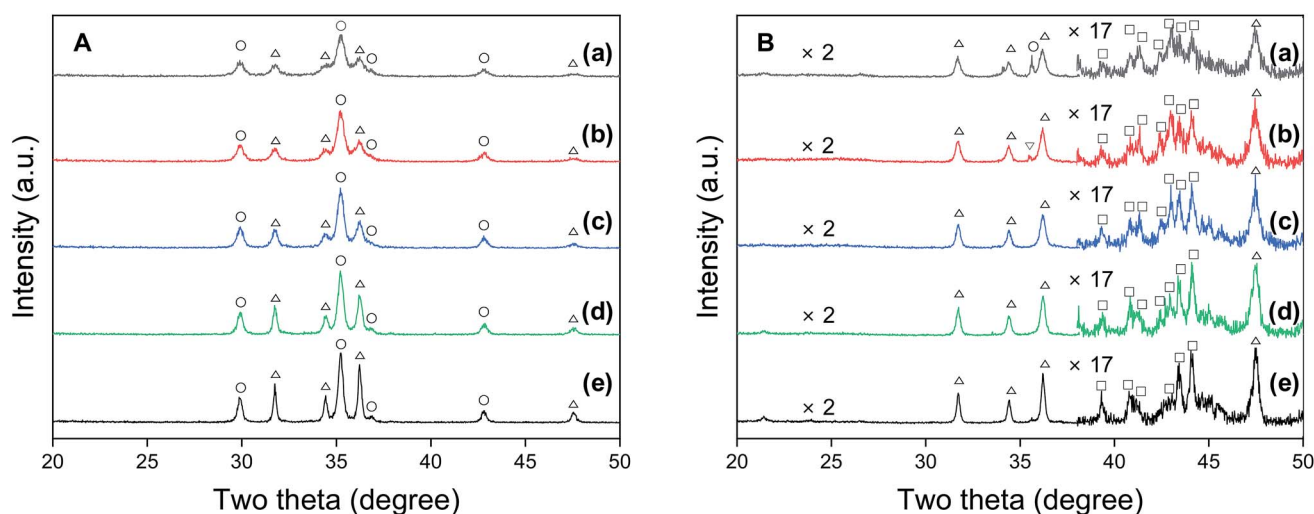 A
(a)
(b)
(c)
(d)
(e)
Intensity (a.u.)
20 25 30 35 40 45 50
Two theta (degree)
B
× 2 × 17 (a)
× 2 × 17 (b)
× 2 × 17 (c)
× 2 × 17 (d)
× 2 × 17 (e)
Intensity (a.u.)
20 25 30 35 40 45 50
Two theta (degree)